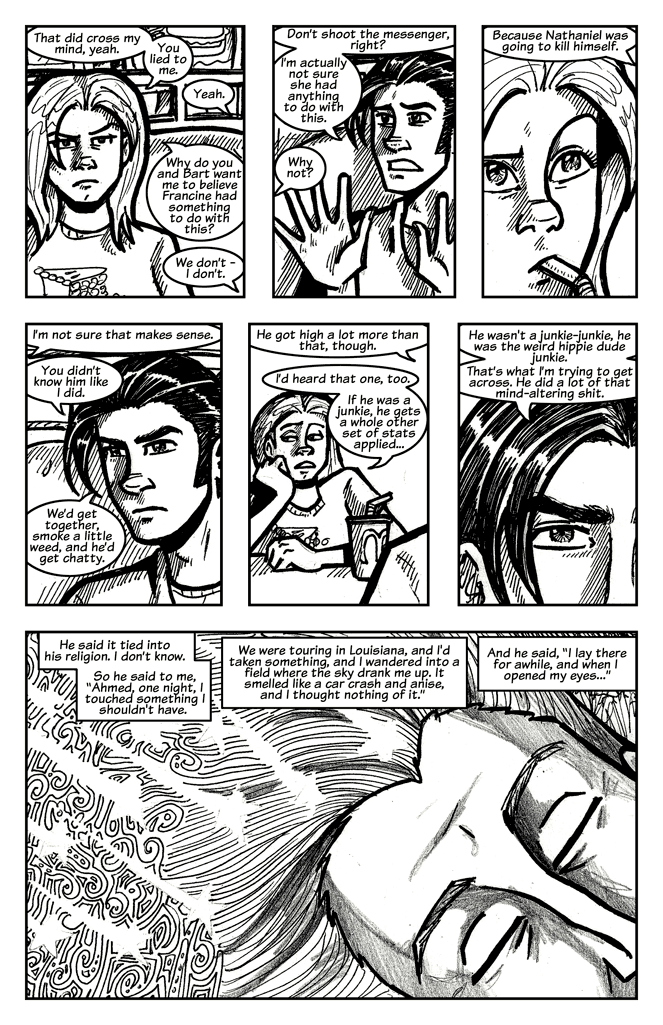 That did cross my
mind, yeah.
You
lied to
me.
Yeah.
Why do you
and Bart want
me to believe
Francine had
something
to do with
this?
We don't -
I don't.
Don't shoot the messenger,
right?
I'm actually
not sure
she had
anything
to do with
this.
Why
not?
Because Nathaniel was
going to kill himself.
I'm not sure that makes sense.
You didn't
know him like
I did.
We'd get
together,
smoke a little
weed, and he'd
get chatty.
He got high a lot more than
that, though.
I'd heard that one, too.
If he was a
junkie, he gets
a whole other
set of stats
applied...
He wasn't a junkie-junkie, he
was the weird hippie dude
junkie.
That's what I'm trying to get
across. He did a lot of that
mind-altering shit.
He said it tied into
his religion. I don't know.
So he said to me,
"Ahmed, one night, I
touched something I
shouldn't have.
We were touring in Louisiana, and I'd
taken something, and I wandered into a
field where the sky drank me up. It
smelled like a car crash and anise,
and I thought nothing of it."
And he said, "I lay there
for awhile, and when I
opened my eyes..."